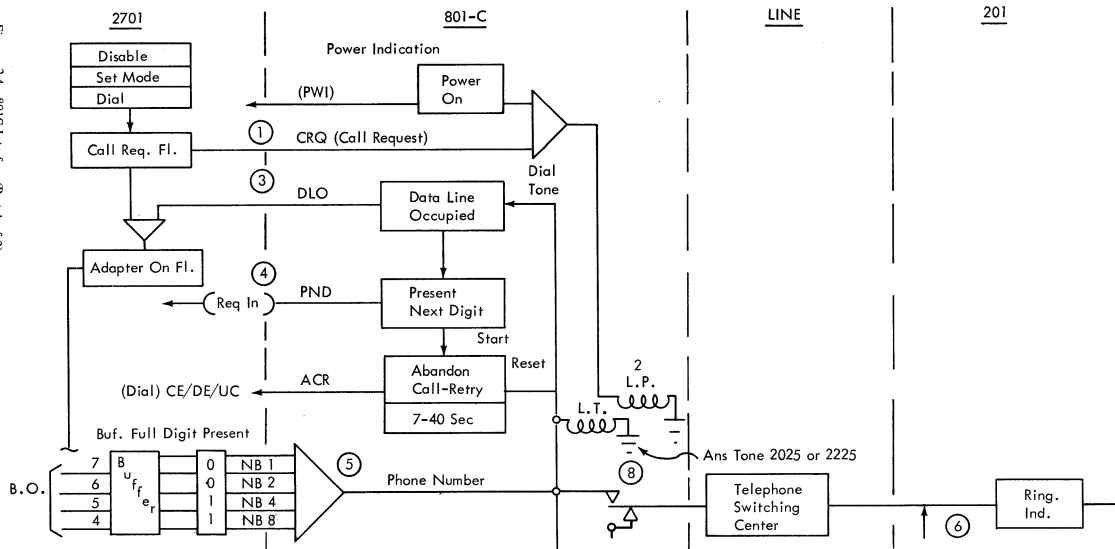 2701
801-C
LINE
201
Power Indication
Disable
Set Mode
Dial
Power
On
(PWI)
Call Req. Fl.
1
CRQ (Call Request)
3
DLO
Dial
Tone
Data Line
Occupied
Adapter On Fl.
4
Req In
PND
Present
Next Digit
Start
Reset
(Dial) CE/DE/UC
ACR
Abandon
Call-Retry
7-40 Sec
2
L.P.
L.T.
Ans Tone 2025 or 2225
Buf. Full Digit Present
B.O.
7
6
5
4
Buffer
0
0
1
1
NB 1
NB 2
NB 4
NB 8
5
Phone Number
8
Telephone
Switching
Center
6
Ring.
Ind.